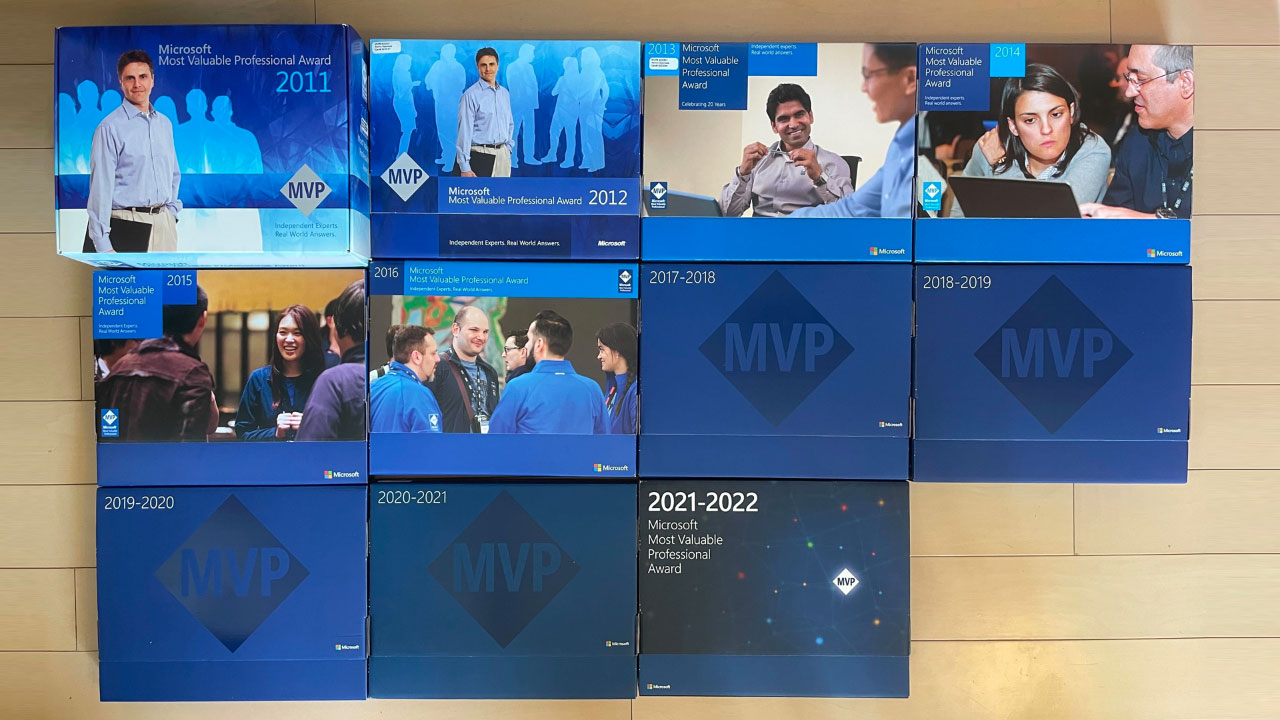 Microsoft
Most Valuable Professional Award
2011
MVP
Independent Experts.
Real World Answers.
MVP
Microsoft
Most Valuable Professional Award
2012
Independent Experts. Real World Answers.
Microsoft
2013
Microsoft
Most Valuable
Professional
Award
Celebrating 20 Years
Independent experts.
Real world answers.
MVP
Microsoft
Microsoft
Most Valuable
Professional
Award
2014
Independent experts.
Real world answers.
MVP
Microsoft
Microsoft
Most Valuable
Professional
Award
2015
Independent Experts.
Real World Answers
MVP
Microsoft
2016
Microsoft
Most Valuable Professional Award
Independent Experts. Real World Answers.
MVP
Microsoft
2017-2018
MVP
Microsoft
2018-2019
MVP
Microsoft
2019-2020
MVP
Microsoft
2020-2021
MVP
Microsoft
2021-2022
Microsoft
Most Valuable
Professional
Award
MVP
Microsoft